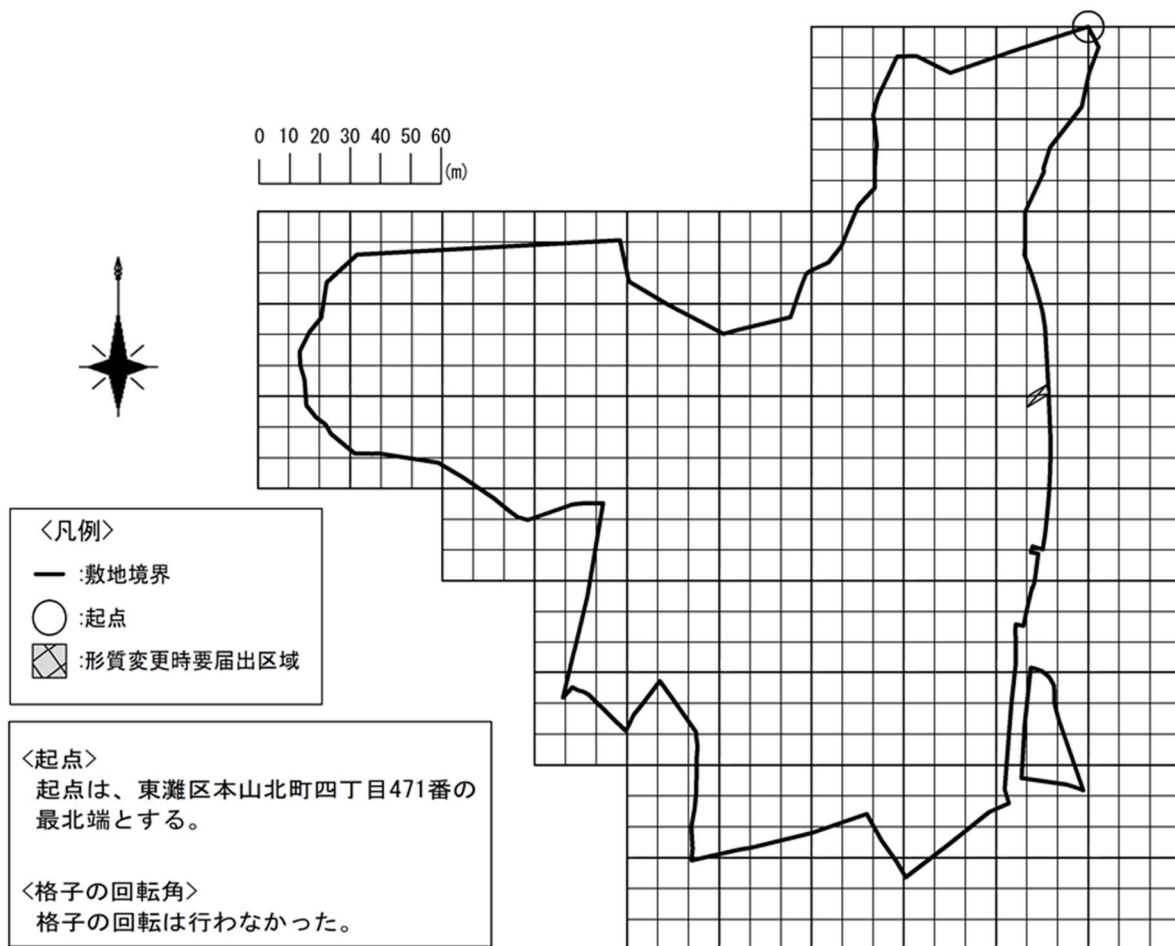 0 10 20 30 40 50 60
(m)
<凡例>
:敷地境界
:起点
:形質変更時要届出区域
<起点>
起点は、東灘区本山北町四丁目471番の
最北端とする。
<格子の回転角>
格子の回転は行わなかった。